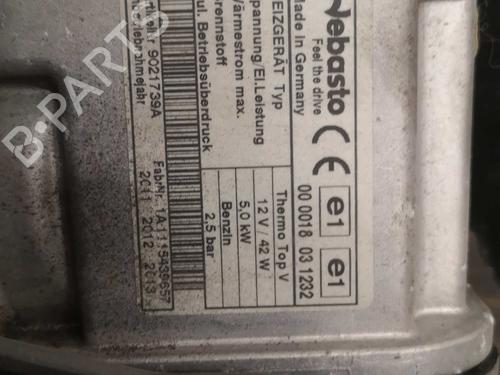 Webasto
Feel the drive
Made in Germany
e1 e1
00 0018 03 1232
HEIZGERÄT Typ Thermo Top V
Spannung/El.Leistung 12 V / 42 W
Wärmestrom max. 5,0 kW
Brennstoff Benzin
zul. Betriebsüberdruck 2,5 bar
9021739A
2011 2012 2013
B-PARTS